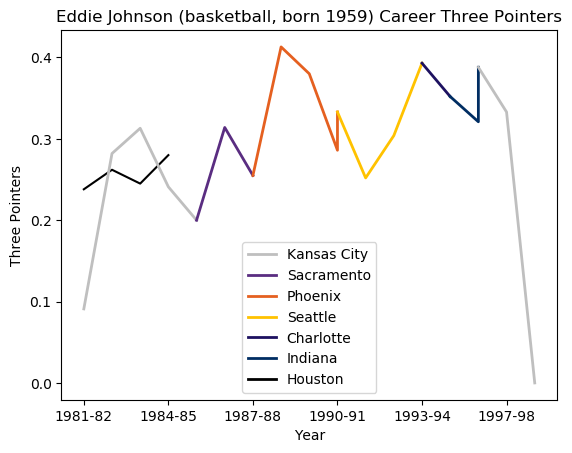 Eddie Johnson (basketball, born 1959) Career Three Pointers
Three Pointers
0.4
0.3
0.2
0.1
0.0
Kansas City
Sacramento
Phoenix
Seattle
Charlotte
Indiana
Houston
1981-82 1984-85 1987-88 1990-91 1993-94 1997-98
Year